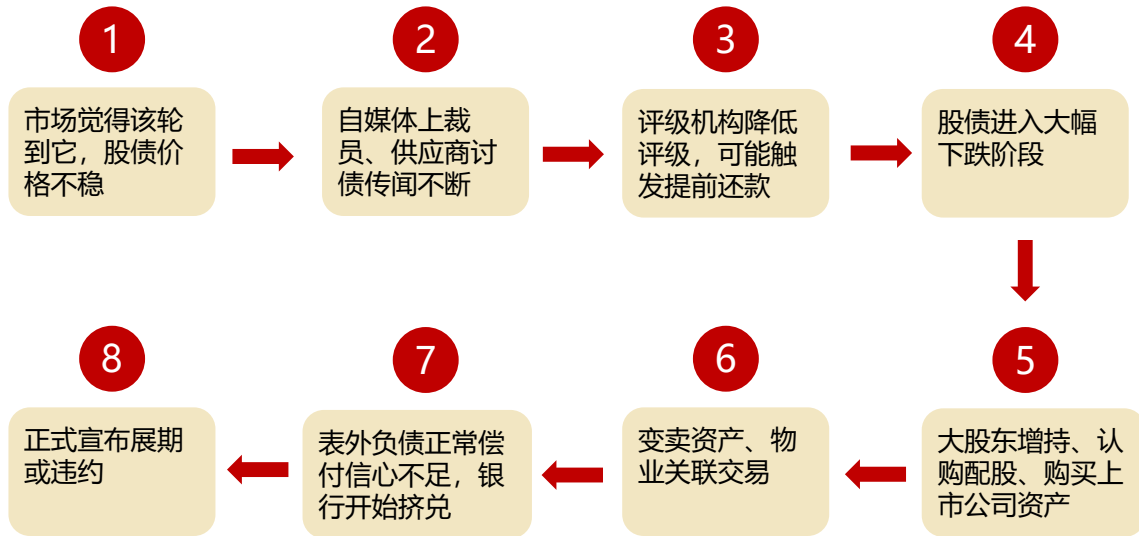 1
市场觉得该轮
到它，股债价
格不稳
2
自媒体上裁
员、供应商讨
债传闻不断
3
评级机构降低
评级，可能触
发提前还款
4
股债进入大幅
下跌阶段
5
大股东增持、认
购配股、购买上
市公司资产
6
变卖资产、物
业关联交易
7
表外负债正常偿
付信心不足，银
行开始挤兑
8
正式宣布展期
或违约